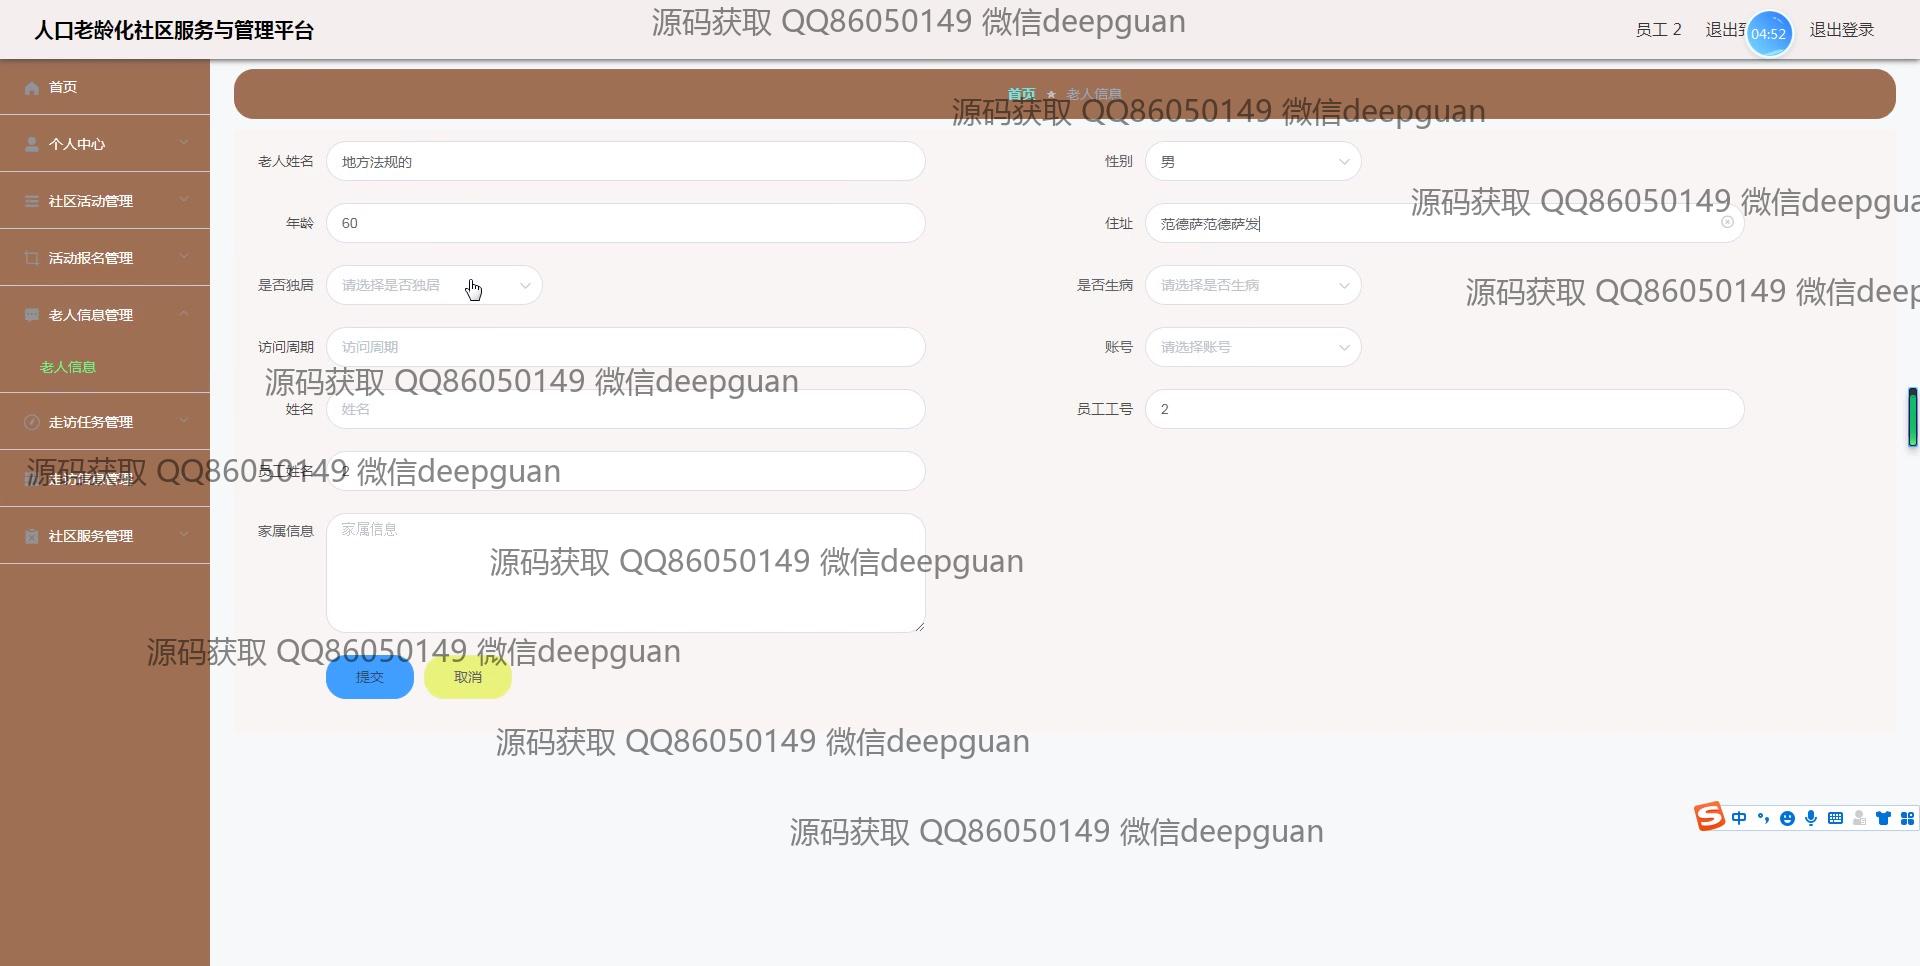 人口老龄化社区服务与管理平台
源码获取 QQ86050149 微信deepguan
员工 2
退出到
04:52
退出登录
首页
个人中心
社区活动管理
活动报名管理
老人信息管理
老人信息
走访任务管理
走访信息管理
社区服务管理
首页 ★ 老人信息
源码获取 QQ86050149 微信deepguan
老人姓名 地方法规的
性别 男
源码获取 QQ86050149 微信deepgua
年龄 60
住址 范德萨范德萨发
是否独居 请选择是否独居
是否生病 请选择是否生病
源码获取 QQ86050149 微信deep
访问周期 访问周期
账号 请选择账号
源码获取 QQ86050149 微信deepguan
姓名 姓名
员工工号 2
源码获取 QQ86050149 微信deepguan
员工姓名 2
家属信息 家属信息
源码获取 QQ86050149 微信deepguan
源码获取 QQ86050149 微信deepguan
提交
取消
源码获取 QQ86050149 微信deepguan
S 中
源码获取 QQ86050149 微信deepguan